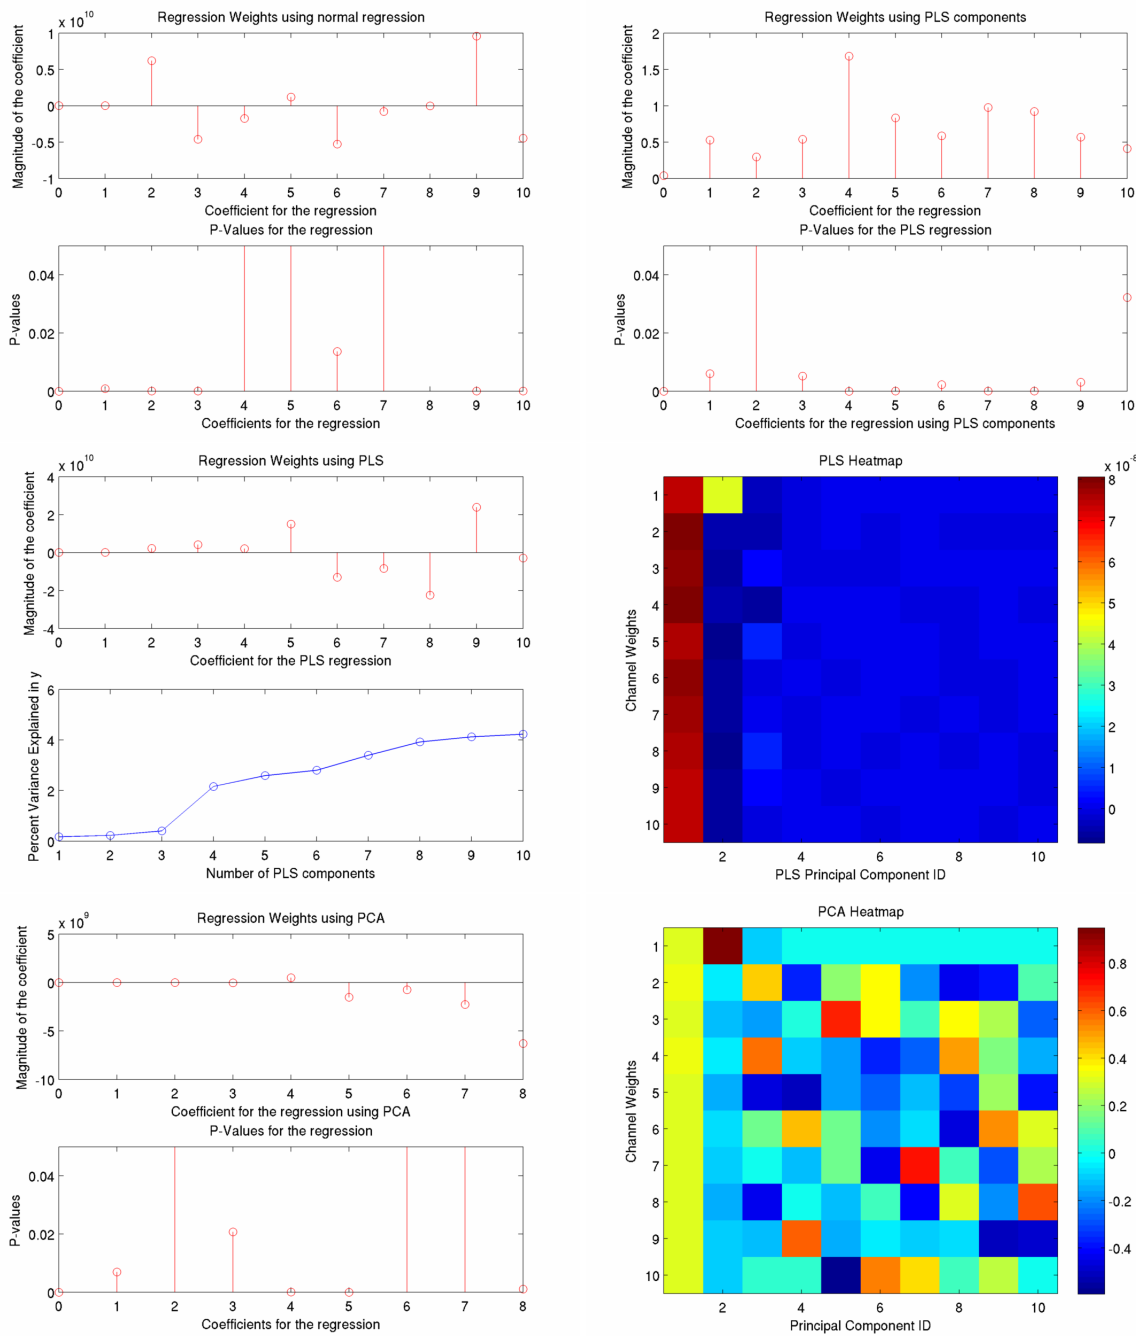 Regression Weights using normal regression
x 10^10
Magnitude of the coefficient
1
0.5
0
-0.5
-1
0 1 2 3 4 5 6 7 8 9 10
Coefficient for the regression
P-Values for the regression
P-values
0.04
0.02
0
0 1 2 3 4 5 6 7 8 9 10
Coefficients for the regression
Regression Weights using PLS components
Magnitude of the coefficient
2
1.5
1
0.5
0
0 1 2 3 4 5 6 7 8 9 10
Coefficient for the regression
P-Values for the PLS regression
P-values
0.04
0.02
0
0 1 2 3 4 5 6 7 8 9 10
Coefficients for the regression using PLS components
Regression Weights using PLS
x 10^10
Magnitude of the coefficient
4
2
0
-2
-4
0 1 2 3 4 5 6 7 8 9 10
Coefficient for the PLS regression
Percent Variance Explained in y
6
4
2
0
1 2 3 4 5 6 7 8 9 10
Number of PLS components
PLS Heatmap
x 10^-8
Channel Weights
1
2
3
4
5
6
7
8
9
10
2 4 6 8 10
PLS Principal Component ID
8
7
6
5
4
3
2
1
0
Regression Weights using PCA
x 10^9
Magnitude of the coefficient
5
0
-5
-10
0 1 2 3 4 5 6 7 8
Coefficient for the regression using PCA
P-Values for the regression
P-values
0.04
0.02
0
0 1 2 3 4 5 6 7 8
Coefficients for the regression
PCA Heatmap
Channel Weights
1
2
3
4
5
6
7
8
9
10
2 4 6 8 10
Principal Component ID
0.8
0.6
0.4
0.2
0
-0.2
-0.4